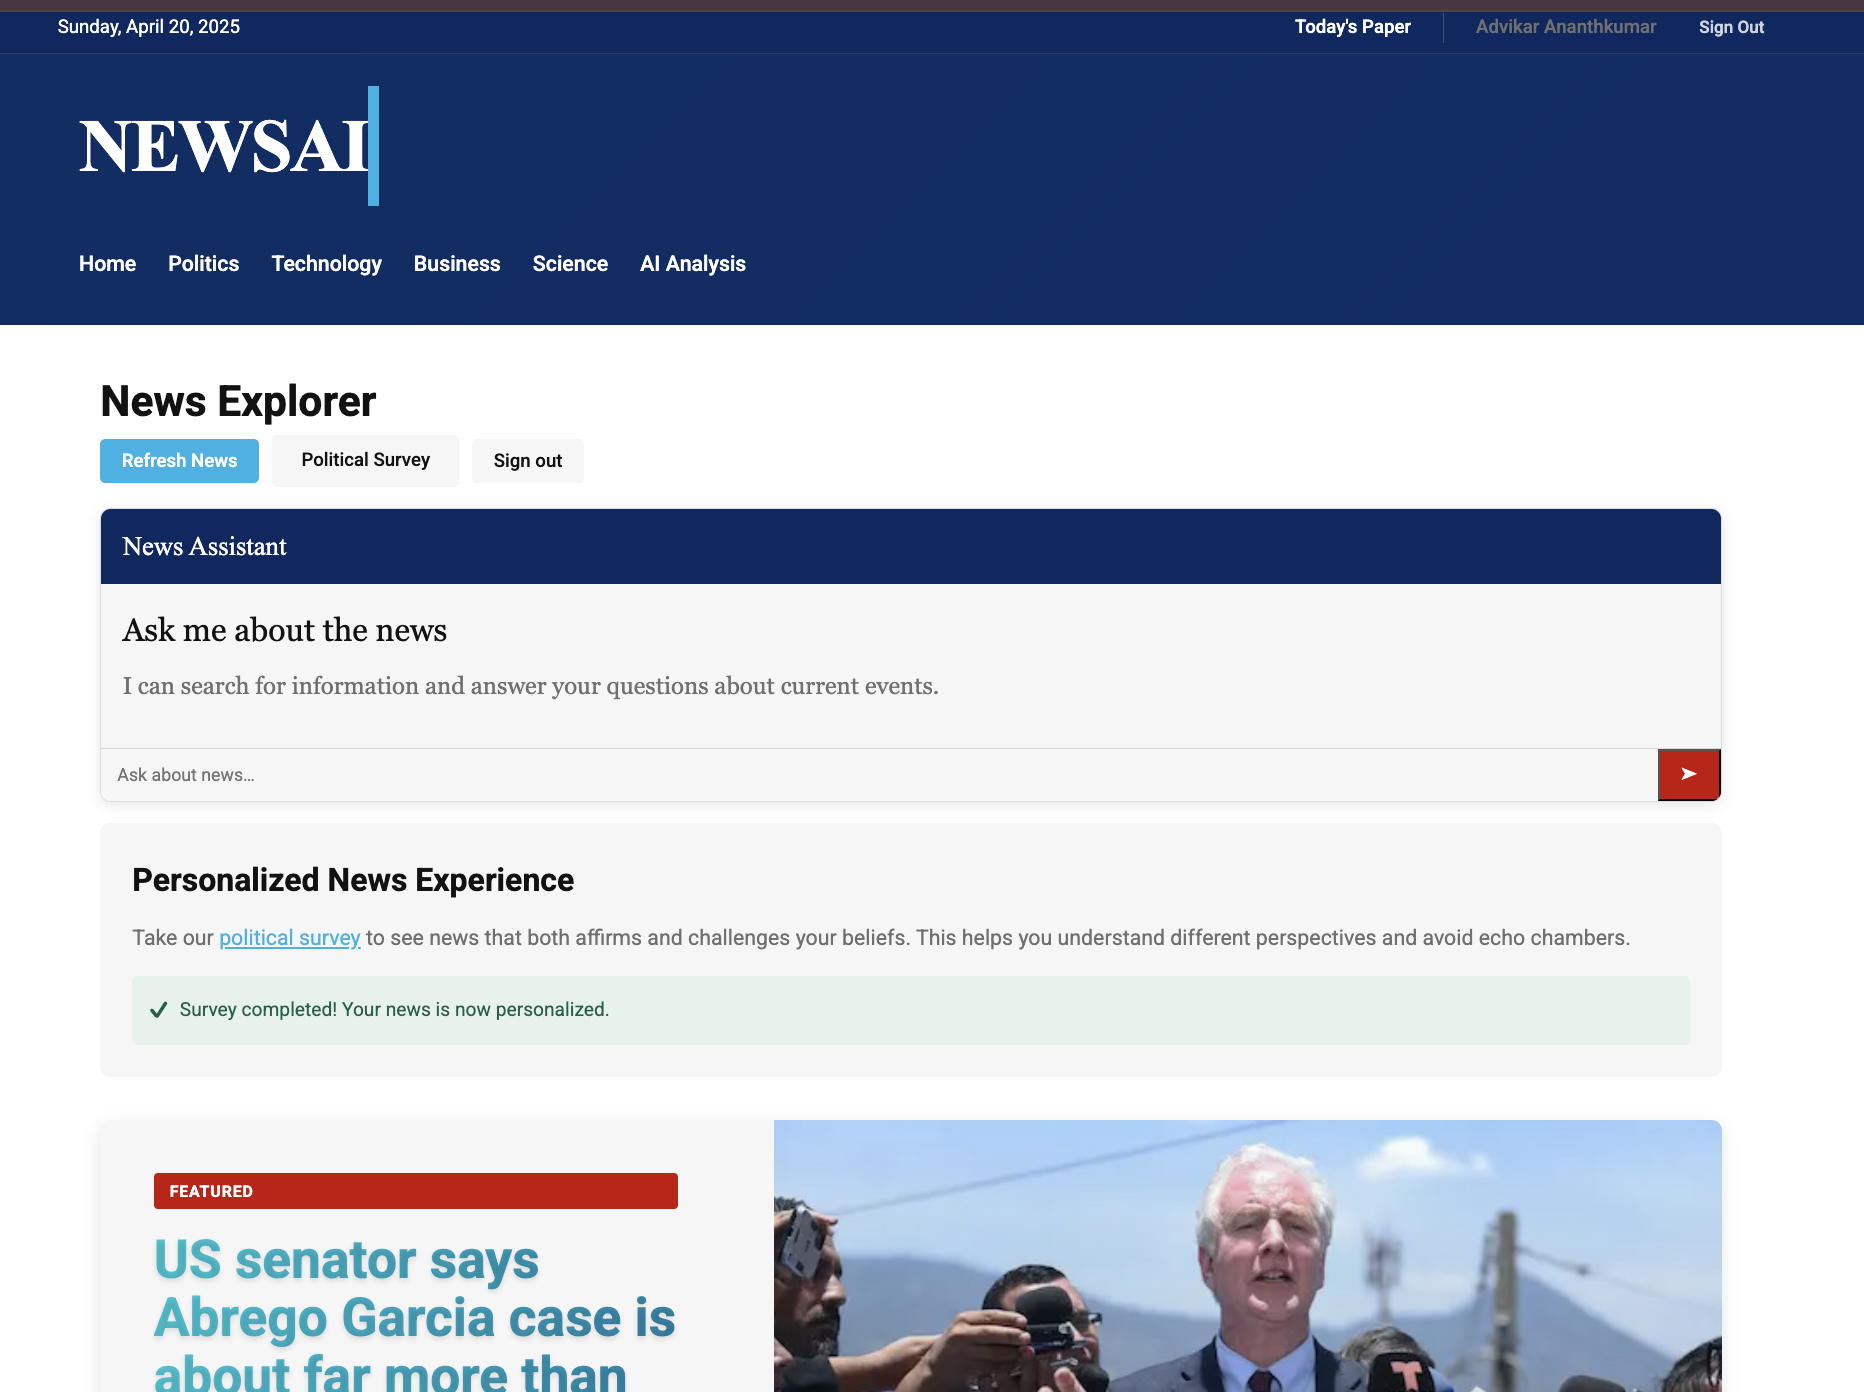 Sunday, April 20, 2025
Today's Paper
Advikar Ananthkumar
Sign Out
NEWSAI
Home Politics Technology Business Science AI Analysis
News Explorer
Refresh News
Political Survey
Sign out
News Assistant
Ask me about the news
I can search for information and answer your questions about current events.
Ask about news...
Personalized News Experience
Take our political survey to see news that both affirms and challenges your beliefs. This helps you understand different perspectives and avoid echo chambers.
Survey completed! Your news is now personalized.
FEATURED
US senator says
Abrego Garcia case is
about far more than